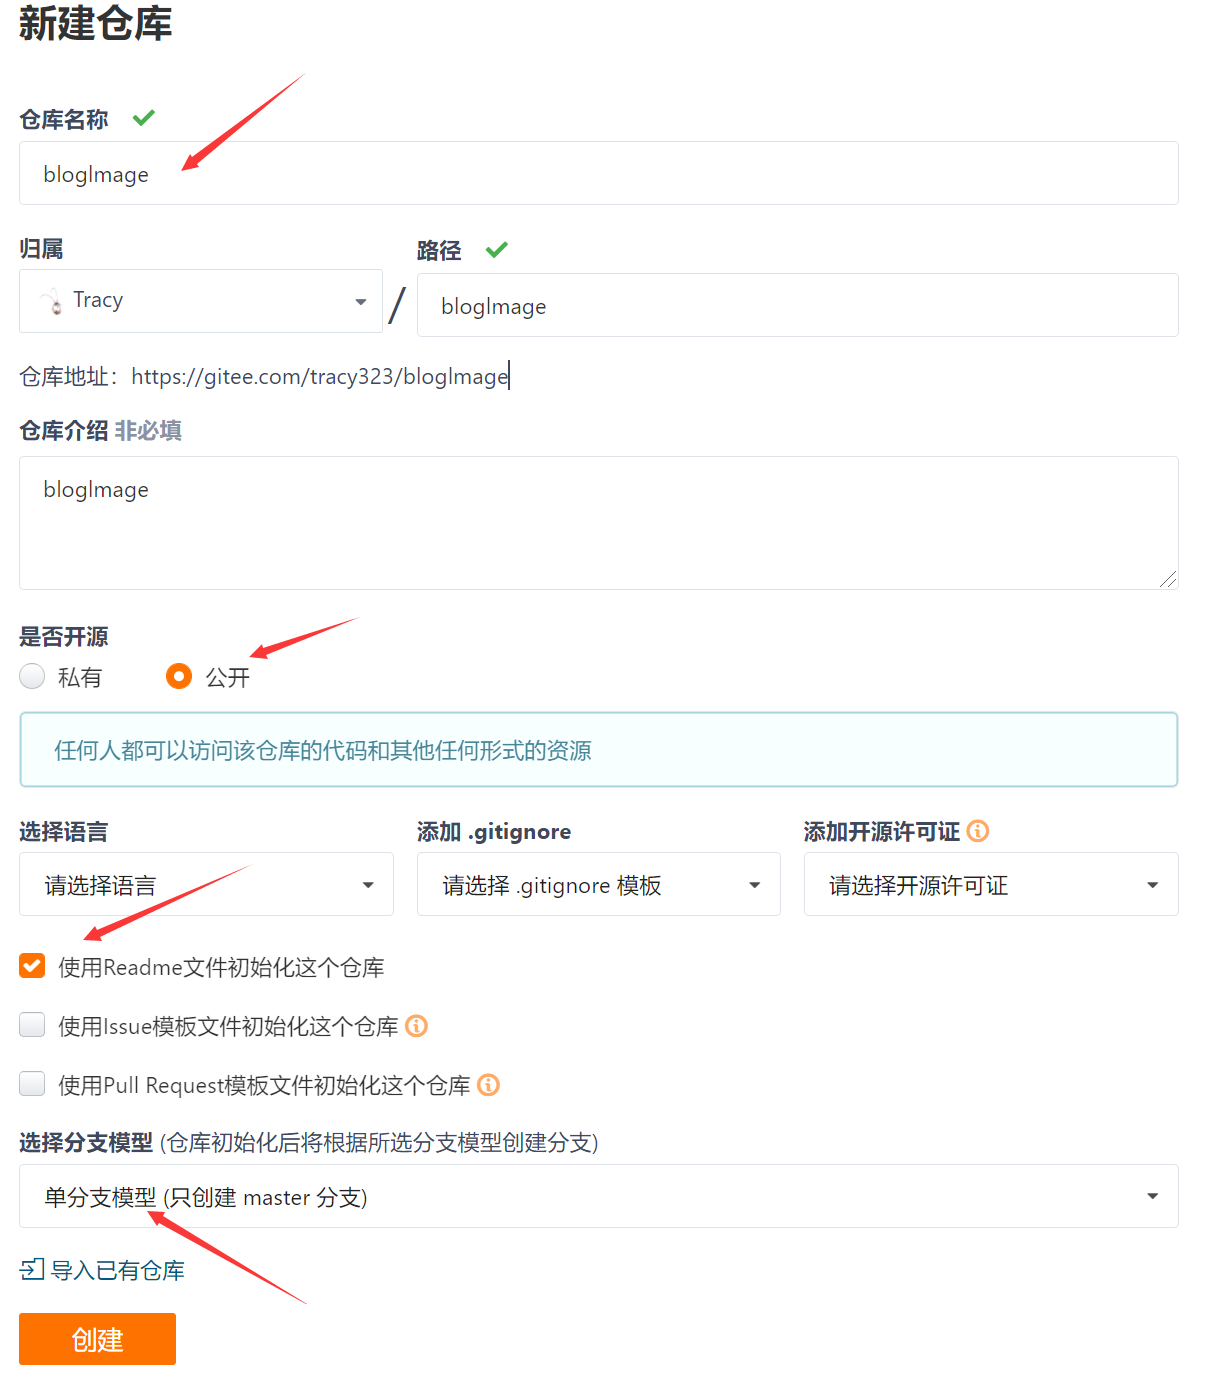 新建仓库
仓库名称
blogImage
归属
路径
Tracy
/
blogImage
仓库地址：https://gitee.com/tracy323/blogImage
仓库介绍 非必填
blogImage
是否开源
私有
公开
任何人都可以访问该仓库的代码和其他任何形式的资源
选择语言
添加 .gitignore
添加开源许可证
请选择语言
请选择 .gitignore 模板
请选择开源许可证
使用Readme文件初始化这个仓库
使用Issue模板文件初始化这个仓库
使用Pull Request模板文件初始化这个仓库
选择分支模型 (仓库初始化后将根据所选分支模型创建分支)
单分支模型 (只创建 master 分支)
导入已有仓库
创建